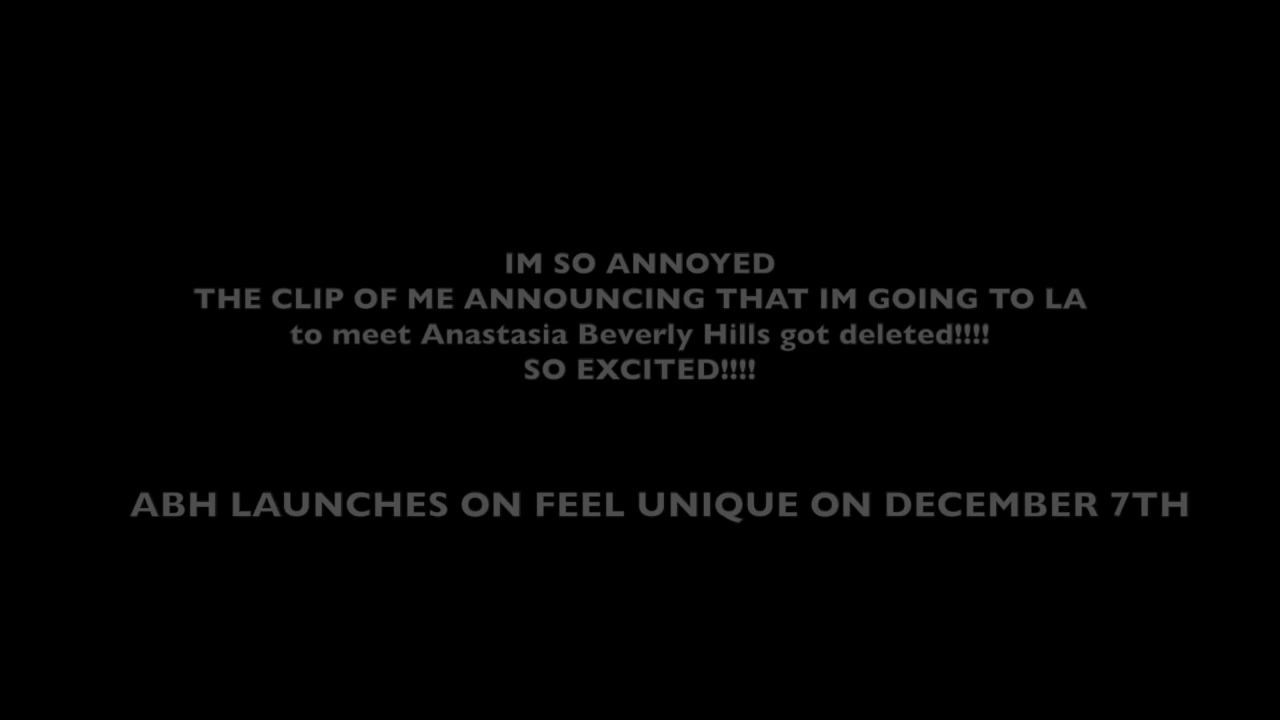 IM SO ANNOYED
THE CLIP OF ME ANNOUNCING THAT IM GOING TO LA
to meet Anastasia Beverly Hills got deleted!!!!
SO EXCITED!!!!
ABH LAUNCHES ON FEEL UNIQUE ON DECEMBER 7TH